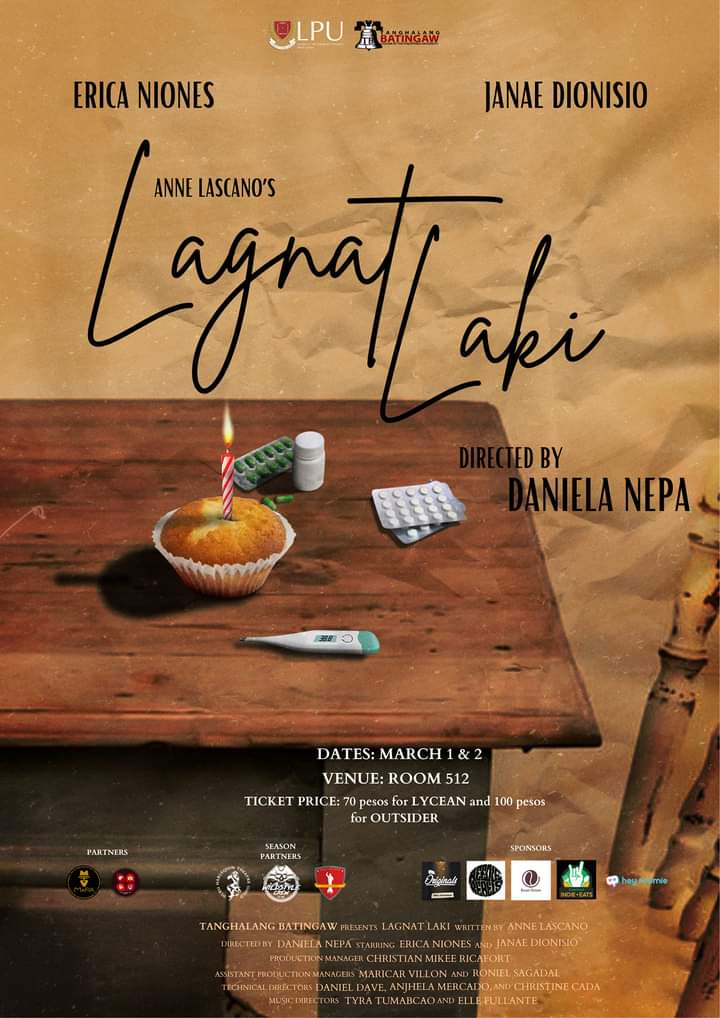 LPU
TANGHALANG
BATINGAW
ERICA NIONES
JANAE DIONISIO
ANNE LASCANO'S
Lagnat
Laki
DIRECTED BY
DANIELA NEPA
DATES: MARCH 1 & 2
VENUE: ROOM 512
TICKET PRICE: 70 pesos for LYCEAN and 100 pesos
for OUTSIDER
PARTNERS
SEASON
PARTNERS
SPONSORS
WILDSTYLE
CREW
Originals
INDIE EATS
TANGHALANG BATINGAW PRESENTS LAGNAT LAKI WRITTEN BY ANNE LASCANO
DIRECTED BY DANIELA NEPA STARRING ERICA NIONES AND JANAE DIONISIO
PRODUCTION MANAGER CHRISTIAN MIKEE RICAFORT
ASSISTANT PRODUCTION MANAGERS MARICAR VILLON AND RONIEL SAGADAL
TECHNICAL DIRECTORS DANIEL DAVE, ANJHELA MERCADO, AND CHRISTINE CADA
MUSIC DIRECTORS TYRA TUMABCAO AND ELLE FULLANTE